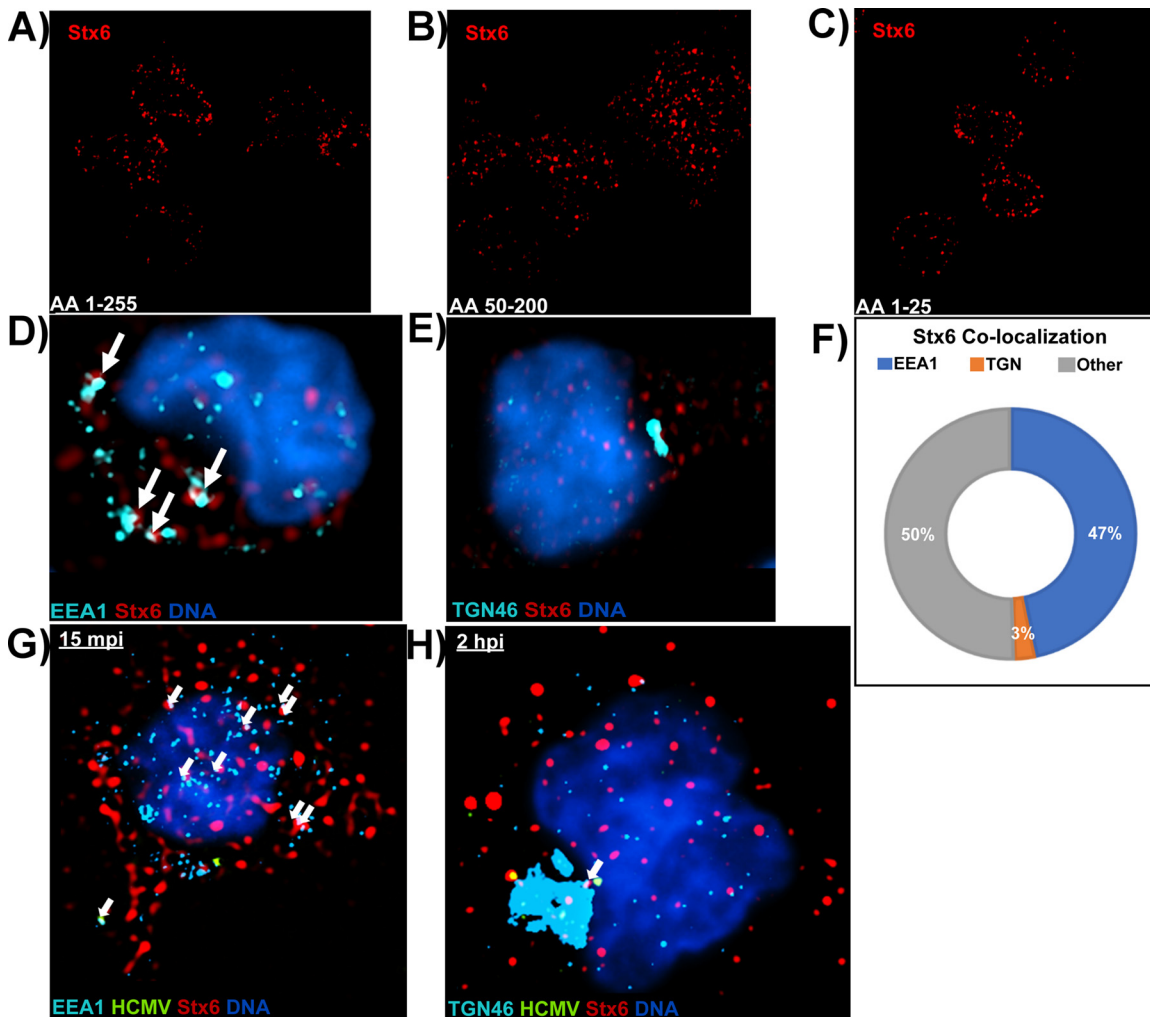 A)
Stx6
AA 1-255
B)
Stx6
AA 50-200
C)
Stx6
AA 1-25
D)
EEA1 Stx6 DNA
E)
TGN46 Stx6 DNA
F)
Stx6 Co-localization
EEA1 TGN Other
50%
47%
3%
G)
15 mpi
EEA1 HCMV Stx6 DNA
H)
2 hpi
TGN46 HCMV Stx6 DNA